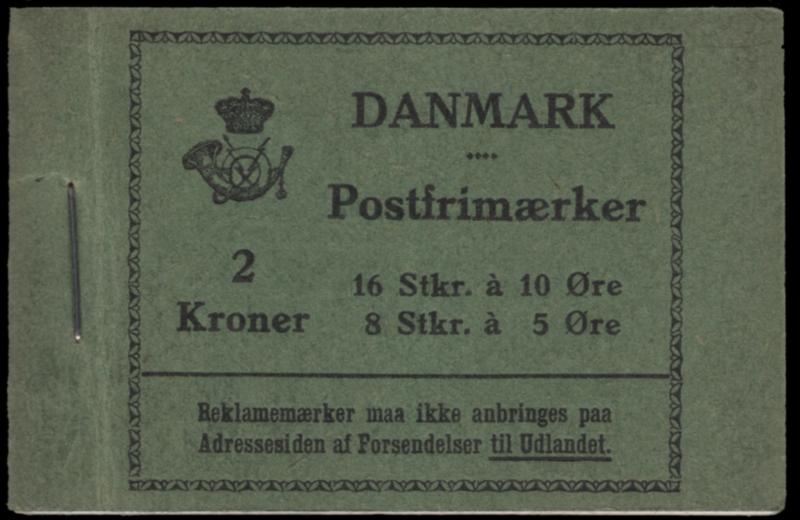 DANMARK
Postfrimærker
2
Kroner
16 Stkr. à 10 Øre
8 Stkr. à 5 Øre
Reklamemærker maa ikke anbringes paa
Adressesiden af Forsendelser til Udlandet.